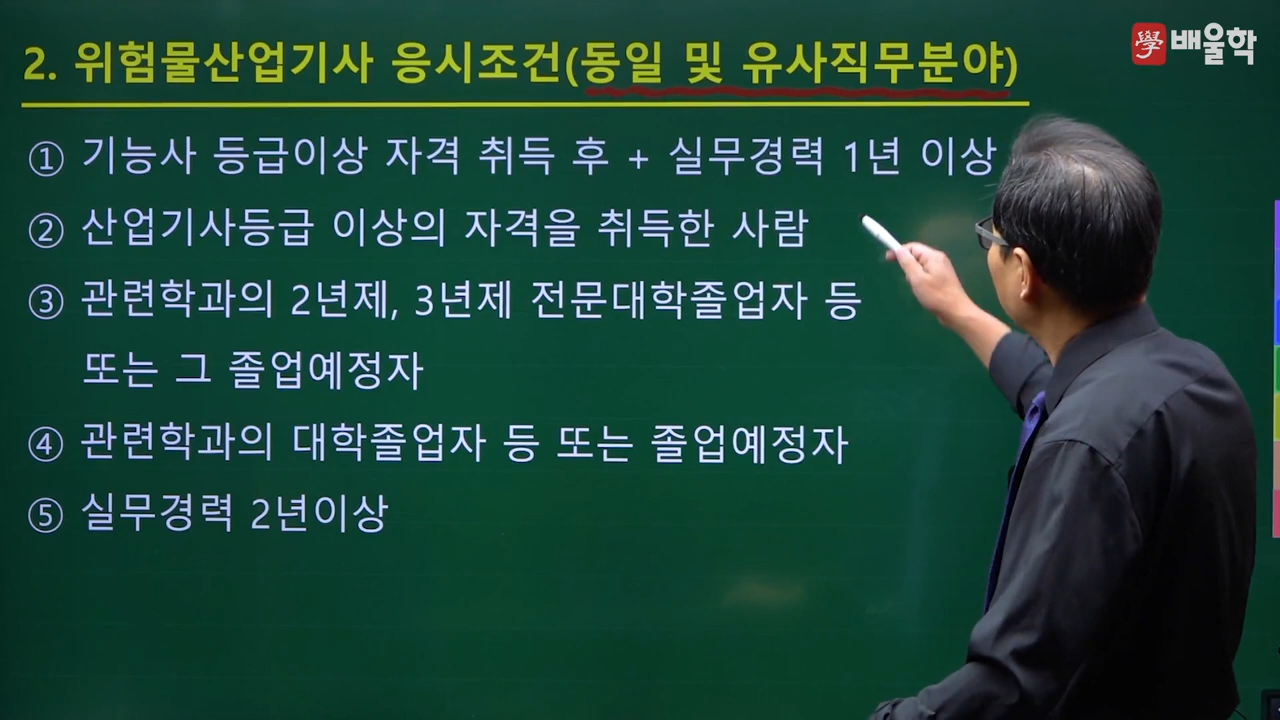 學 배울학
2. 위험물산업기사 응시조건(동일 및 유사직무분야)
① 기능사 등급이상 자격 취득 후 + 실무경력 1년 이상
② 산업기사등급 이상의 자격을 취득한 사람
③ 관련학과의 2년제, 3년제 전문대학졸업자 등
또는 그 졸업예정자
④ 관련학과의 대학졸업자 등 또는 졸업예정자
⑤ 실무경력 2년이상